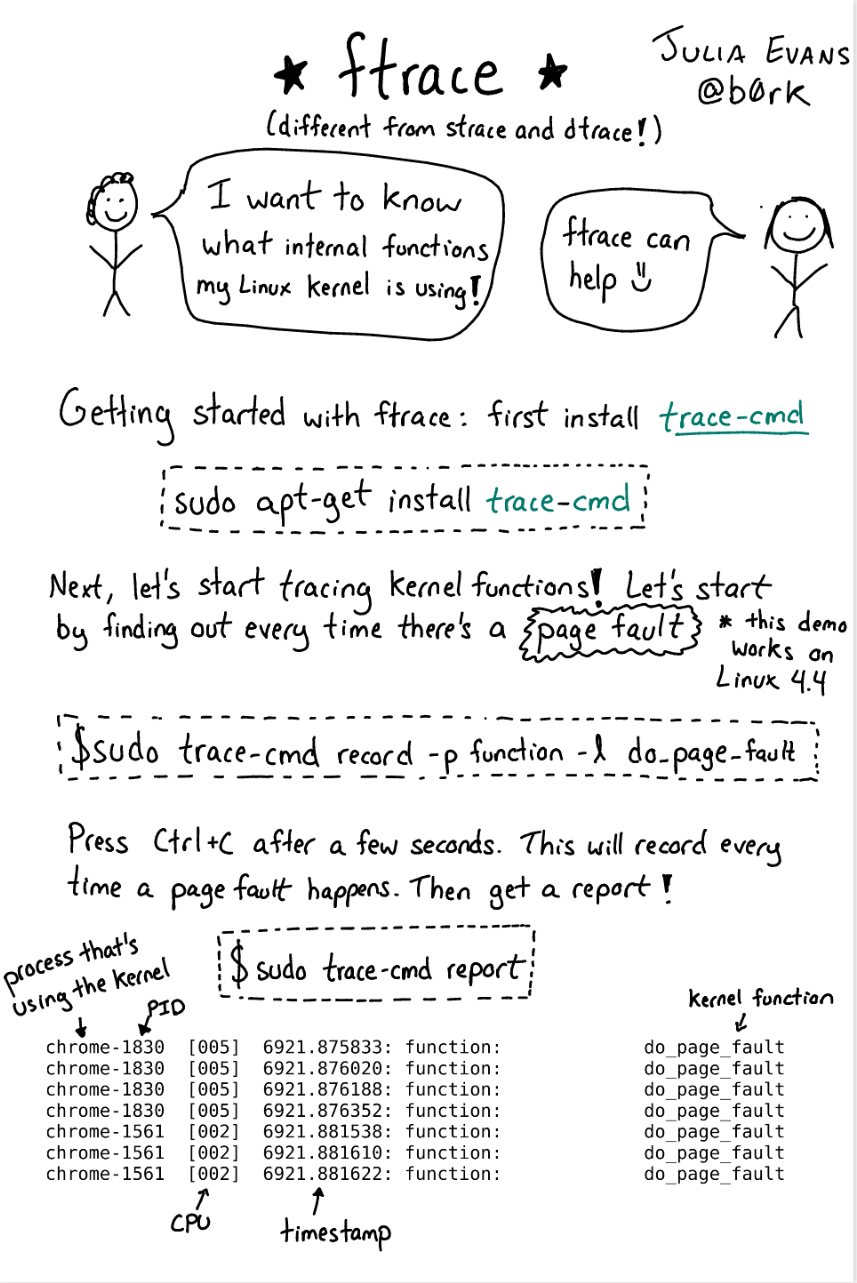 ★ ftrace ★
JULIA EVANS
@b0rk
(different from strace and dtrace!)
I want to know
what internal functions
my Linux kernel is using!
ftrace can
help
Getting started with ftrace: first install trace-cmd
sudo apt-get install trace-cmd
Next, let's start tracing kernel functions! Let's start
by finding out every time there's a page fault
* this demo
works on
Linux 4.4
$ sudo trace-cmd record -p function -l do_page_fault
Press Ctrl+C after a few seconds. This will record every
time a page fault happens. Then get a report!
$ sudo trace-cmd report
process that's
using the kernel
PID
kernel function
chrome-1830 [005] 6921.875833: function: do_page_fault
chrome-1830 [005] 6921.876020: function: do_page_fault
chrome-1830 [005] 6921.876188: function: do_page_fault
chrome-1830 [005] 6921.876352: function: do_page_fault
chrome-1561 [002] 6921.881538: function: do_page_fault
chrome-1561 [002] 6921.881610: function: do_page_fault
chrome-1561 [002] 6921.881622: function: do_page_fault
CPU
timestamp